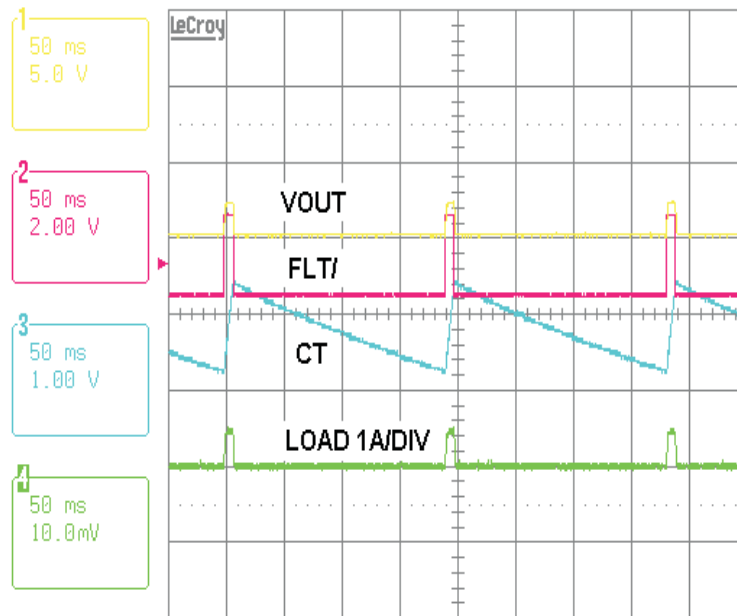 1
50 ms
5.0 V
2
50 ms
2.00 V
3
50 ms
1.00 V
4
50 ms
10.0mV
LeCroy
VOUT
FLT/
CT
LOAD 1A/DIV